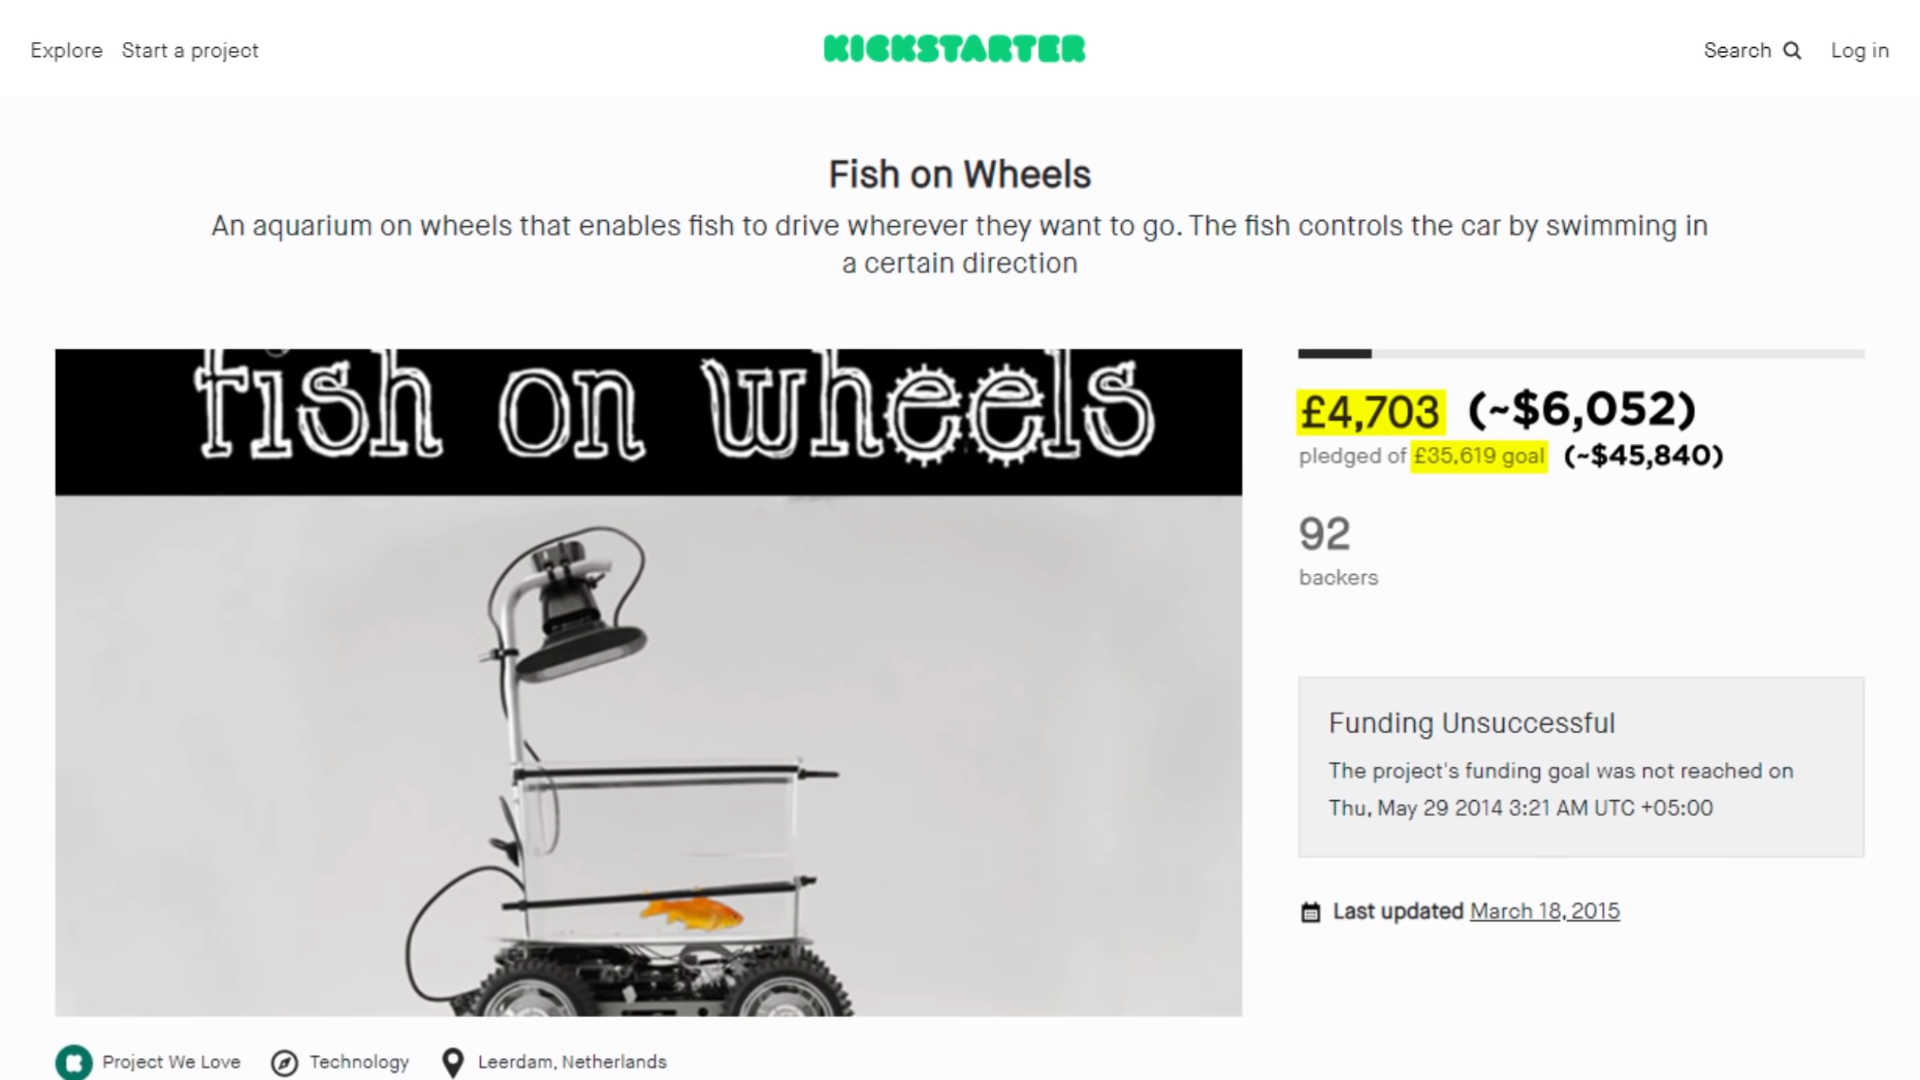 Explore Start a project
KICKSTARTER
Search Log in
Fish on Wheels
An aquarium on wheels that enables fish to drive wherever they want to go. The fish controls the car by swimming in
a certain direction
fish on wheels
£4,703 (~$6,052)
pledged of £35,619 goal (~$45,840)
92
backers
Funding Unsuccessful
The project's funding goal was not reached on
Thu, May 29 2014 3:21 AM UTC +05:00
Last updated March 18, 2015
Project We Love Technology Leerdam, Netherlands